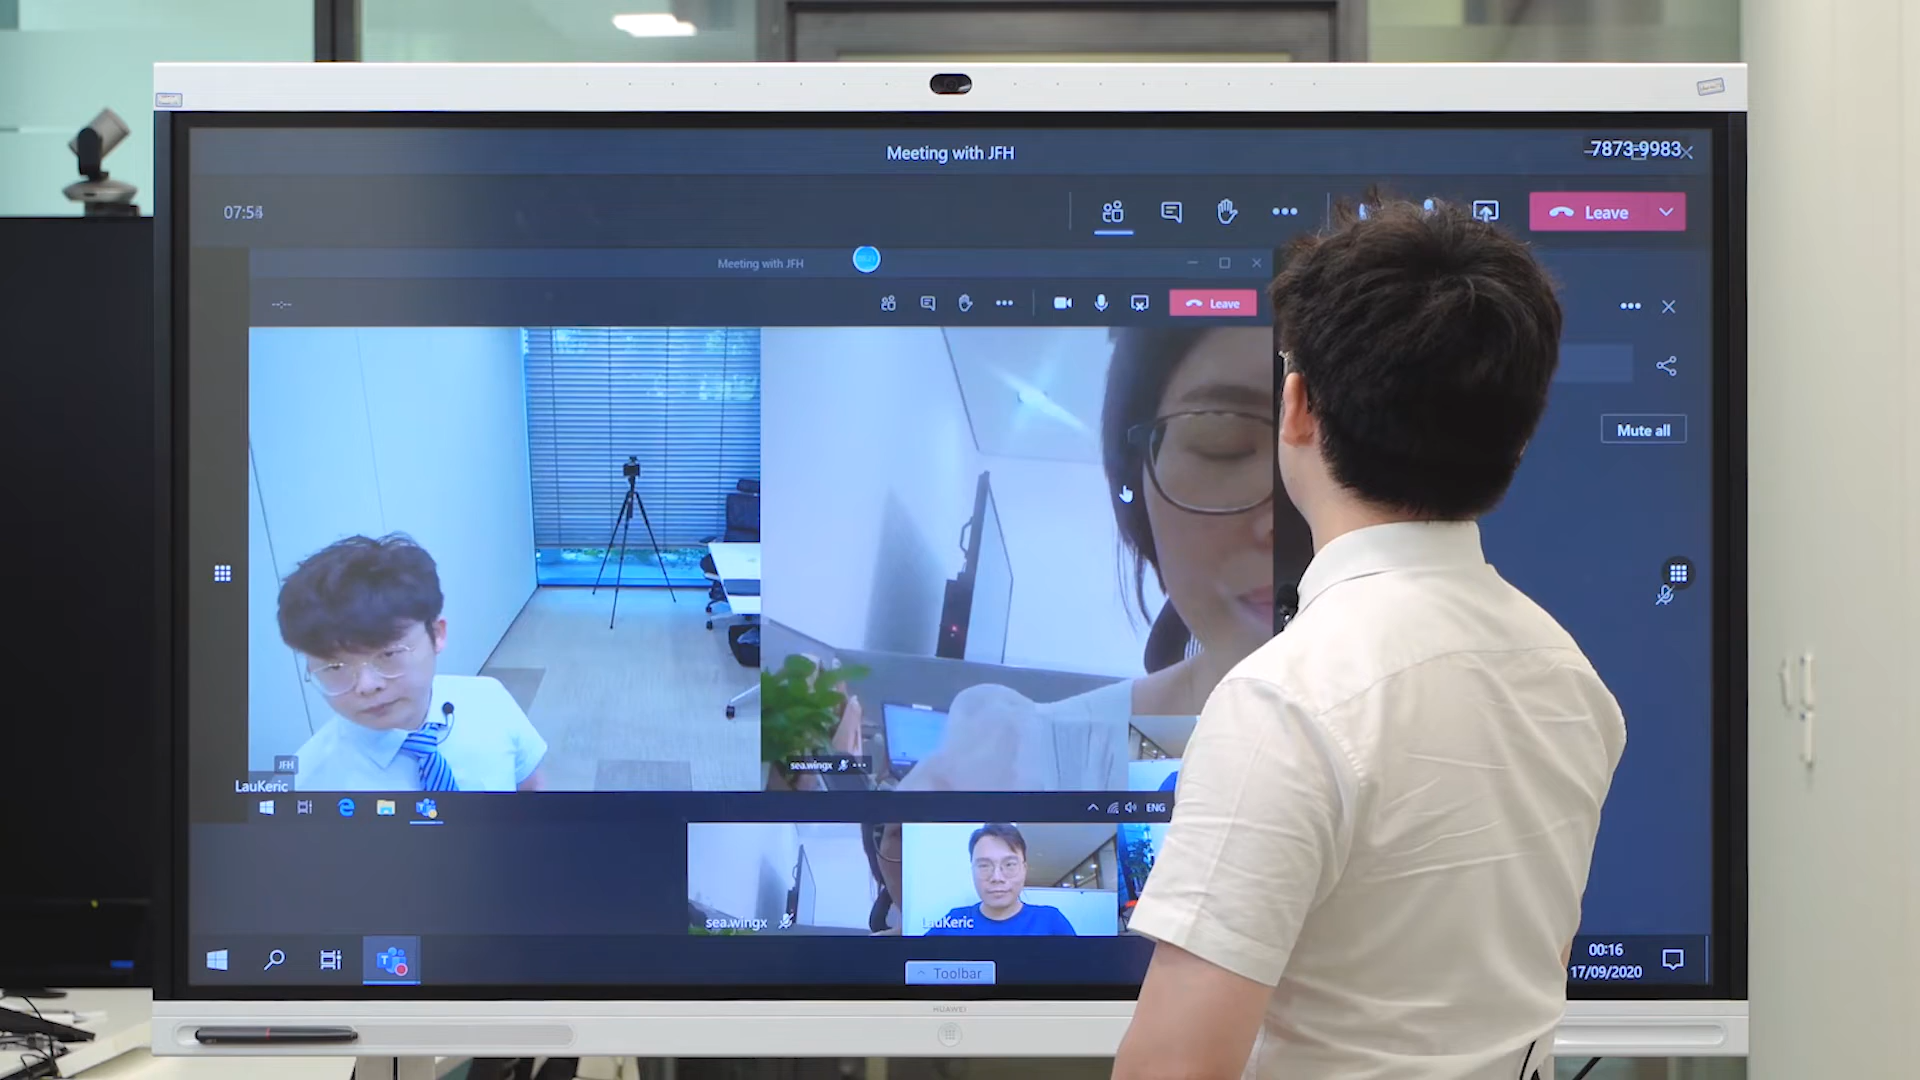 Meeting with JFH
7873-9983
07:54
Leave
Meeting with JFH
--:--
Leave
Mute all
JFH
LauKeric
sea.wingx
ENG
sea.wingx
LauKeric
Toolbar
00:16
17/09/2020
HUAWEI